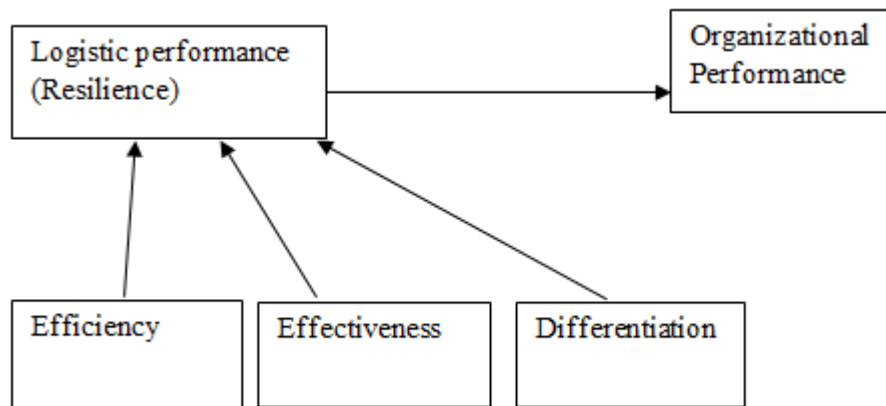 Logistic performance
(Resilience)
Organizational
Performance
Efficiency
Effectiveness
Differentiation